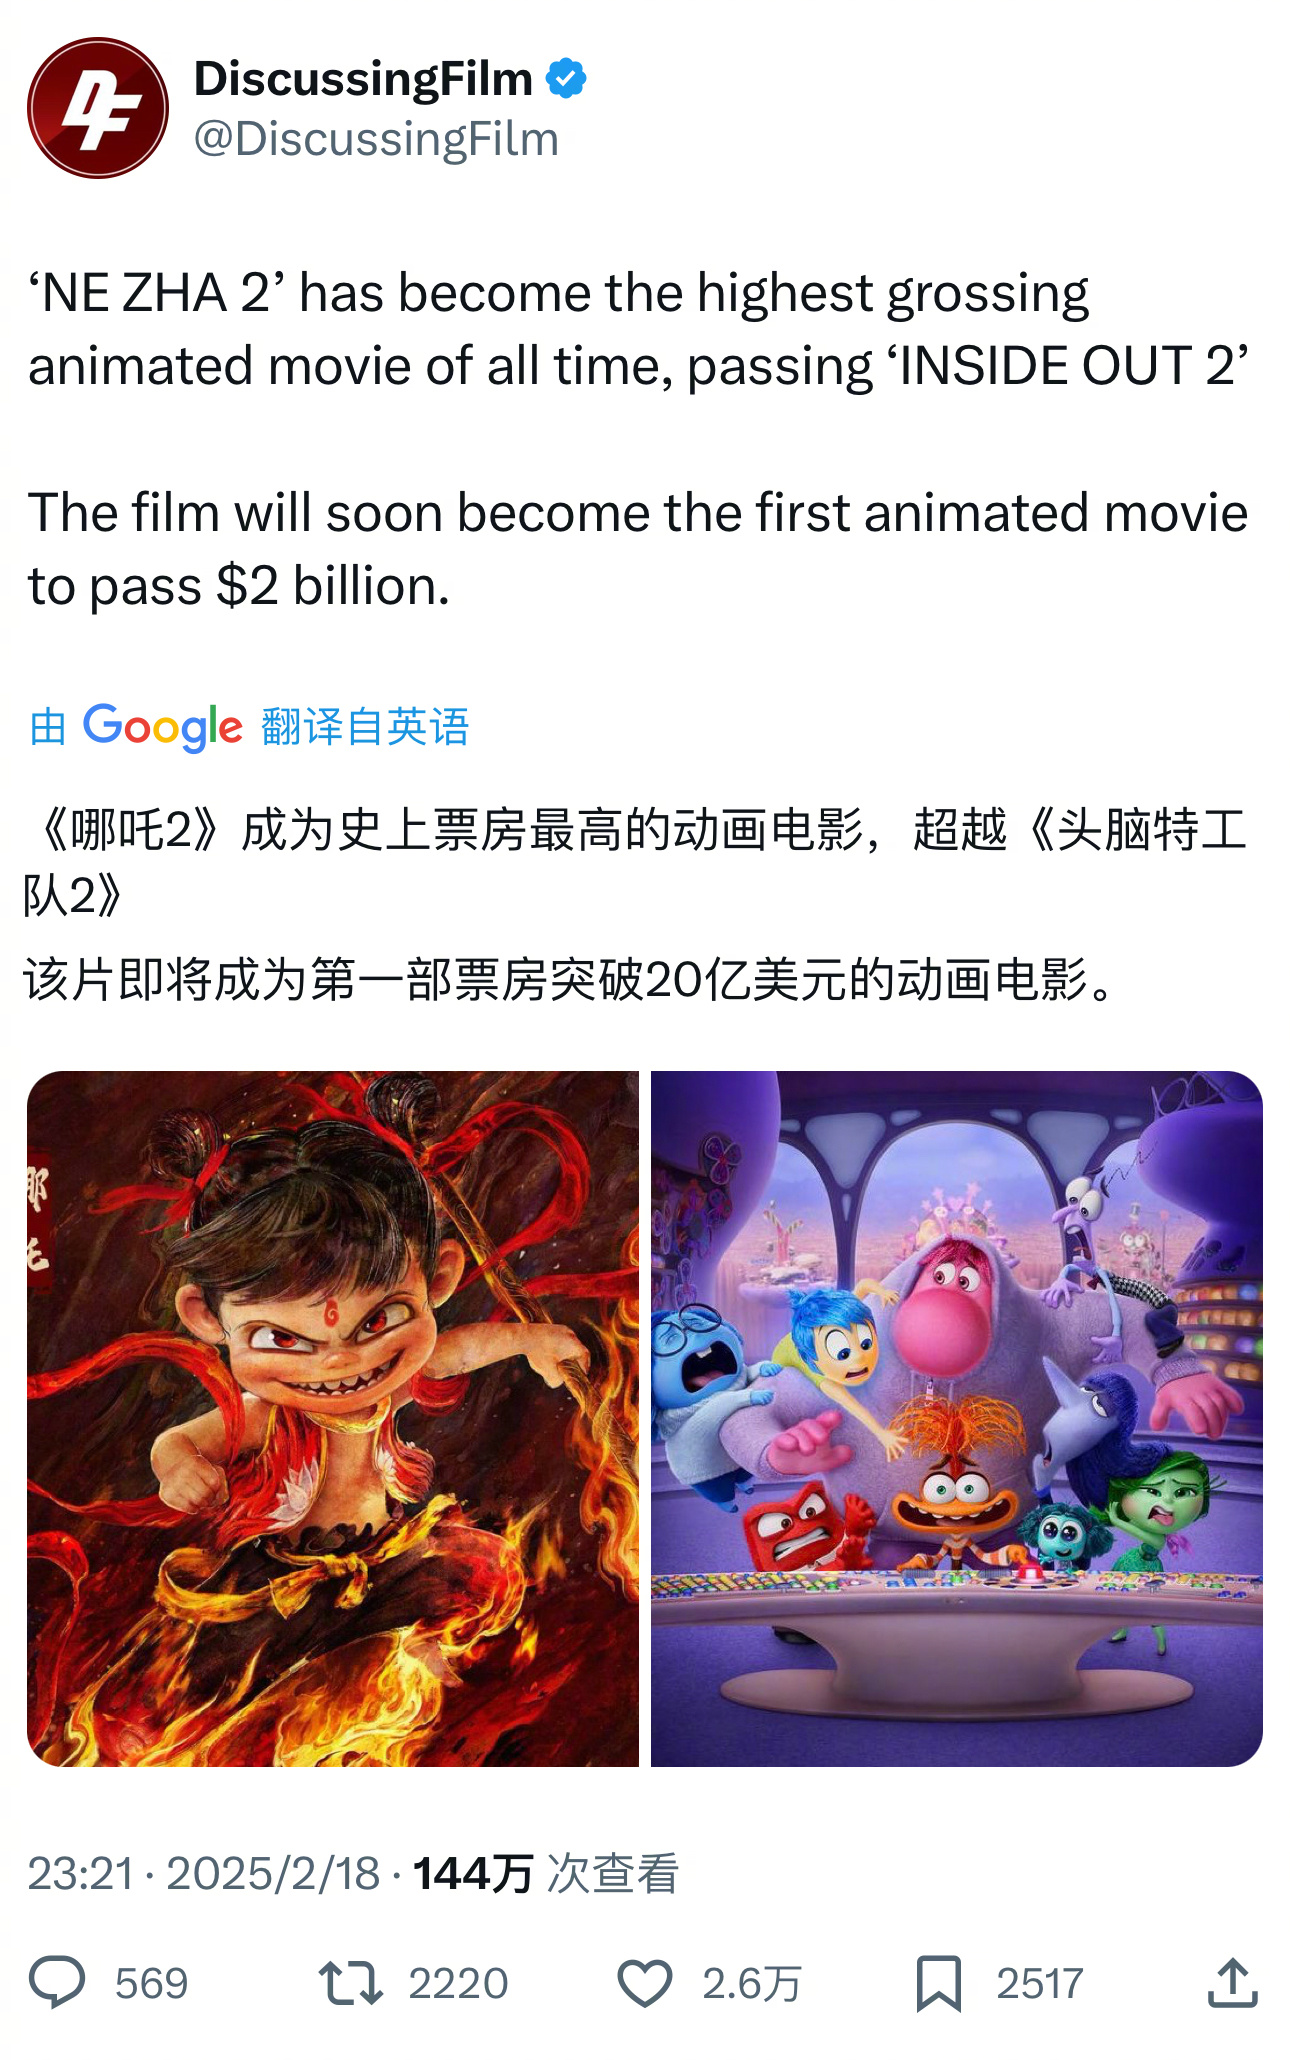 DF
DiscussingFilm
@DiscussingFilm
‘NE ZHA 2’ has become the highest grossing
animated movie of all time, passing ‘INSIDE OUT 2’
The film will soon become the first animated movie
to pass $2 billion.
由 Google 翻译自英语
《哪吒2》成为史上票房最高的动画电影，超越《头脑特工
队2》
该片即将成为第一部票房突破20亿美元的动画电影。
23:21 · 2025/2/18 · 144万 次查看
569 2220 2.6万 2517